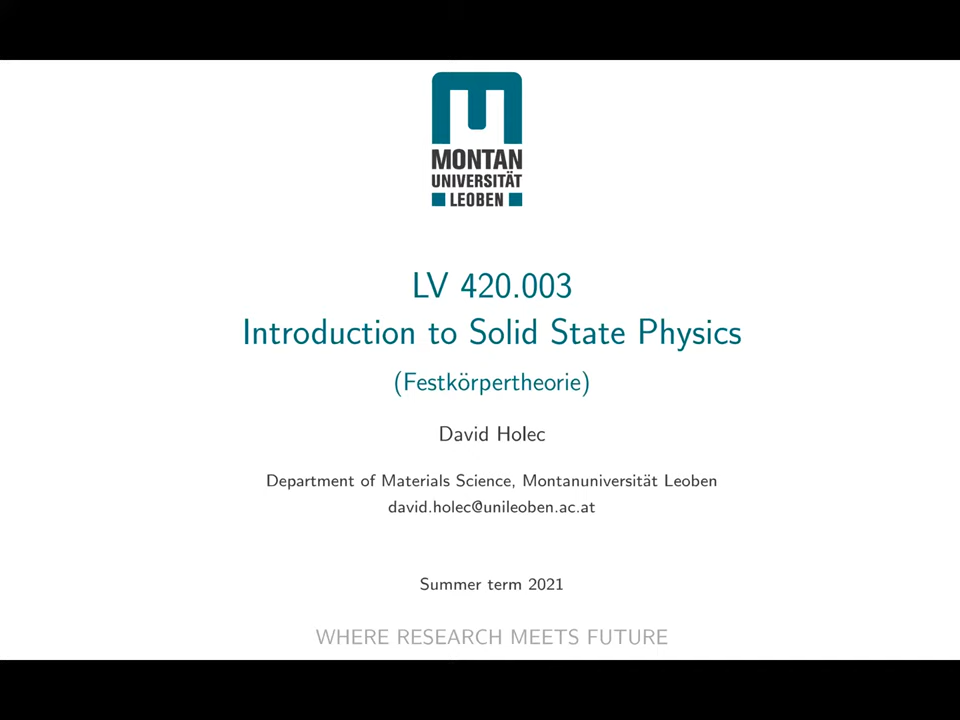 MONTAN
UNIVERSITÄT
LEOBEN
LV 420.003
Introduction to Solid State Physics
(Festkörpertheorie)
David Holec
Department of Materials Science, Montanuniversität Leoben
david.holec@unileoben.ac.at
Summer term 2021
WHERE RESEARCH MEETS FUTURE